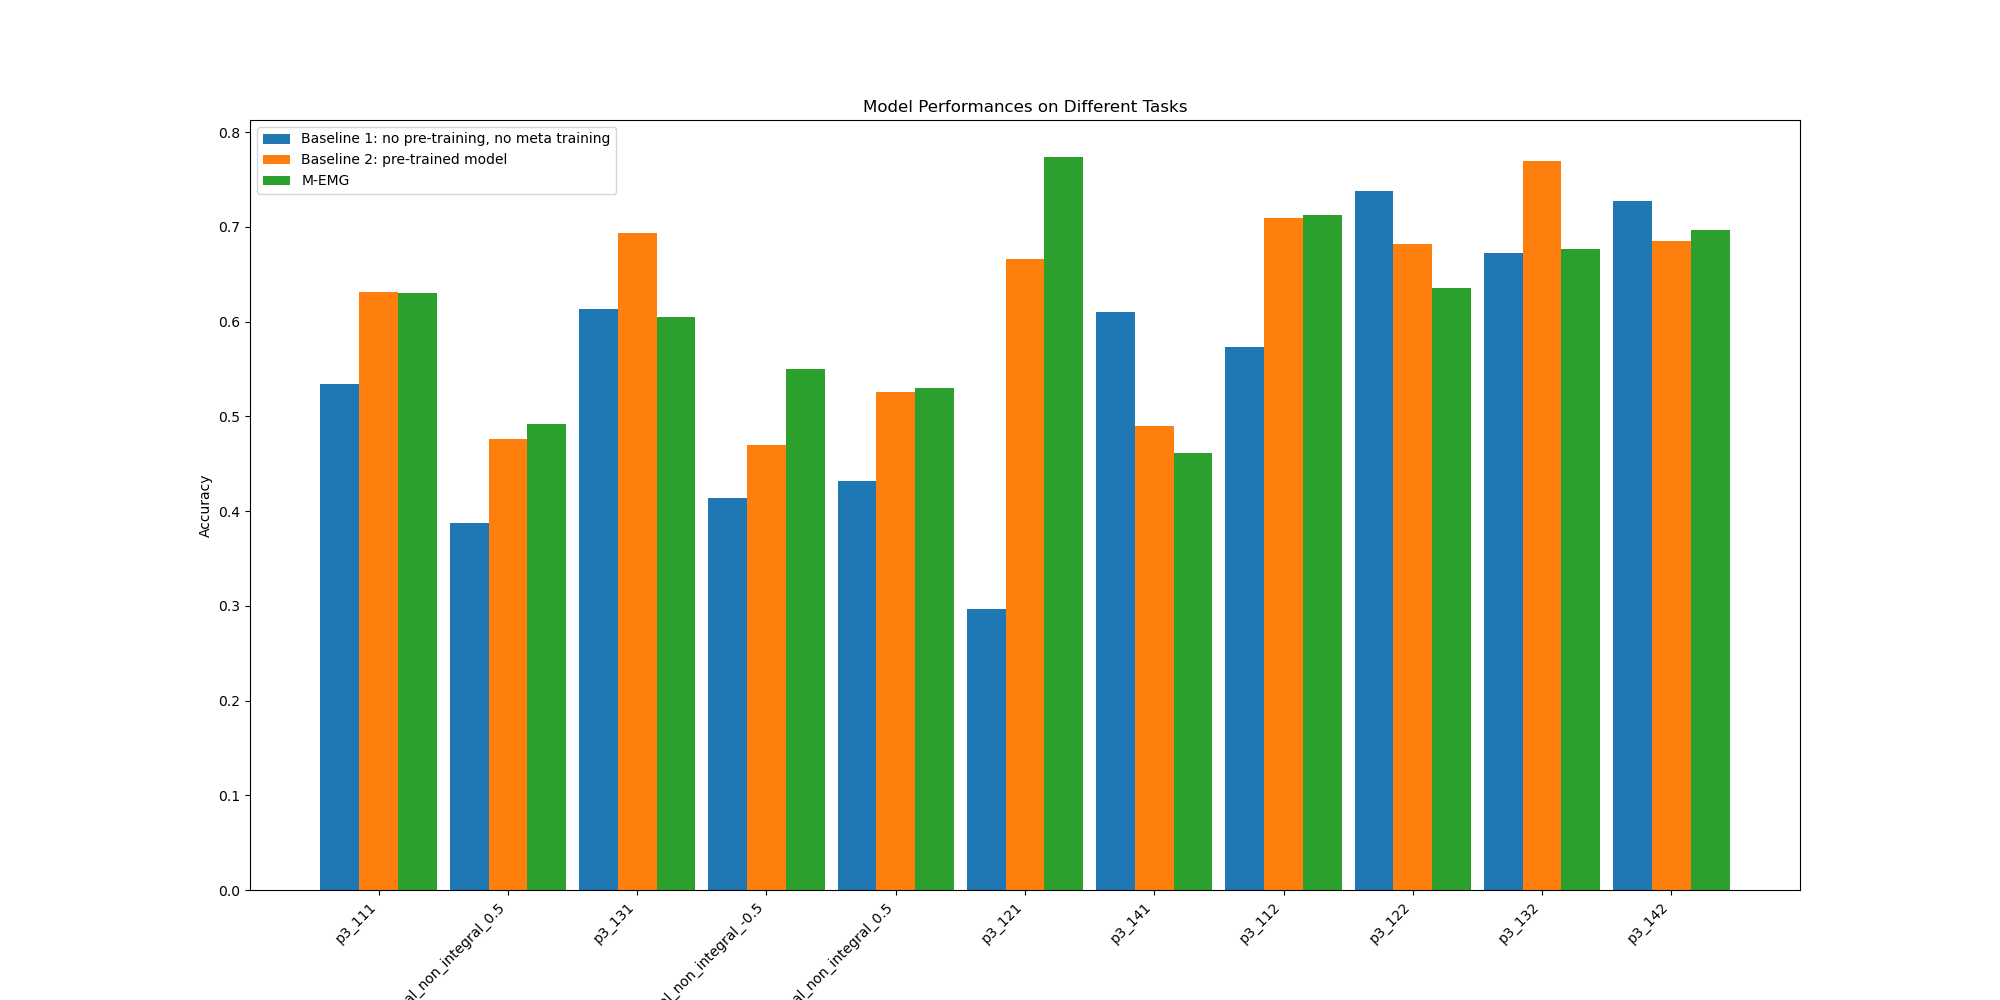 Model Performances on Different Tasks
Baseline 1: no pre-training, no meta training
Baseline 2: pre-trained model
M-EMG
Accuracy
0.8
0.7
0.6
0.5
0.4
0.3
0.2
0.1
0.0
p3_111
al_non_integral_0.5
p3_131
al_non_integral_-0.5
al_non_integral_0.5
p3_121
p3_141
p3_112
p3_122
p3_132
p3_142